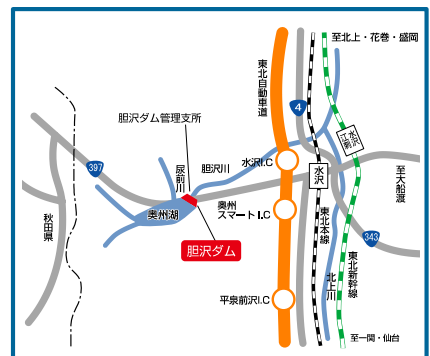 至北上・花巻・盛岡
東北自動車道
4
水沢江刺
胆沢ダム管理支所
397
尿前川
胆沢川
水沢I.C
水沢
至大船渡
秋田県
奥州湖
奥州
スマートI.C
東北本線
343
胆沢ダム
北上川
東北新幹線
平泉前沢I.C
至一関・仙台